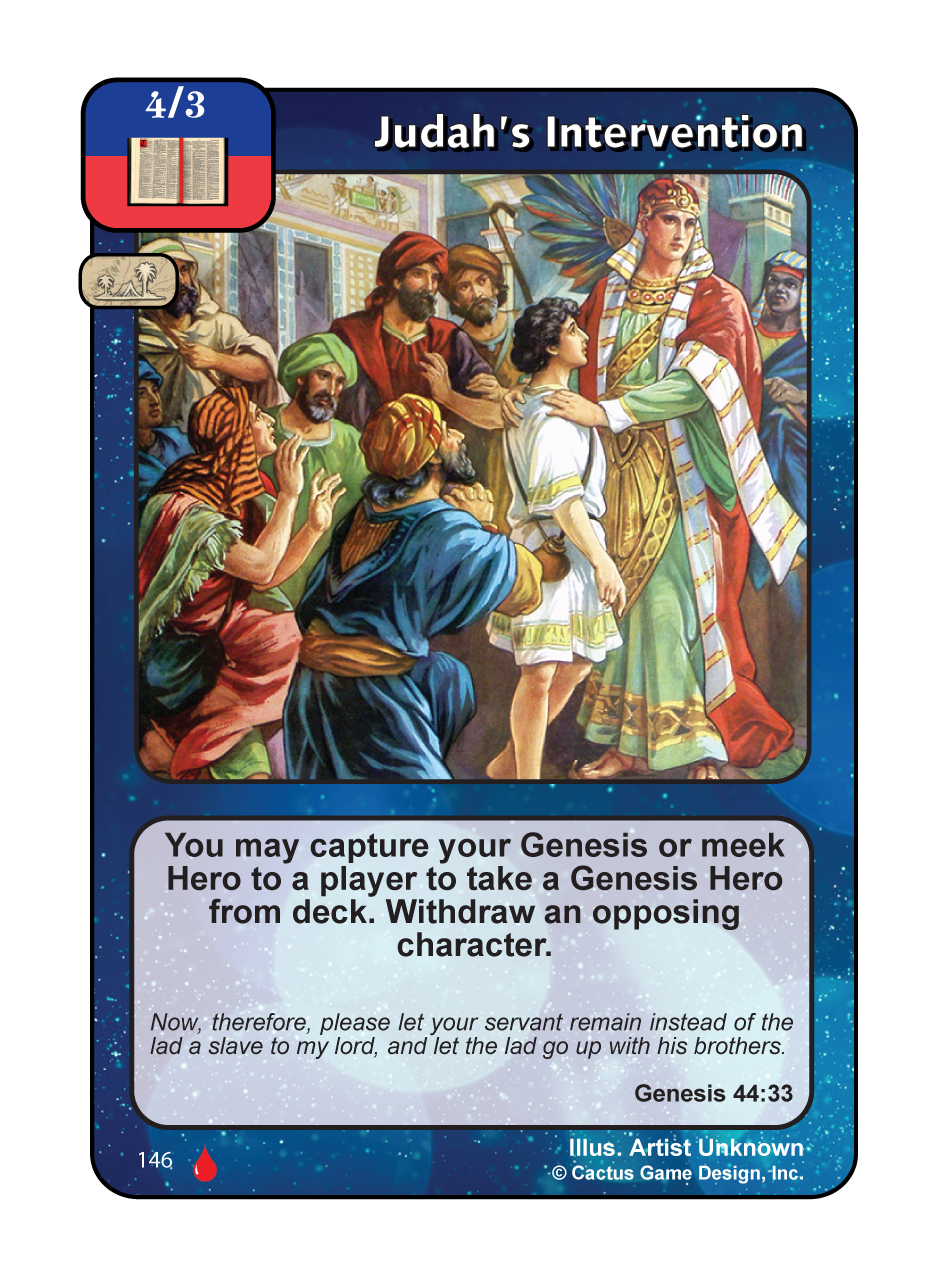 4/3
Judah's Intervention
You may capture your Genesis or meek
Hero to a player to take a Genesis Hero
from deck. Withdraw an opposing
character.
Now, therefore, please let your servant remain instead of the
lad a slave to my lord, and let the lad go up with his brothers.
Genesis 44:33
146
Illus. Artist Unknown
© Cactus Game Design, Inc.